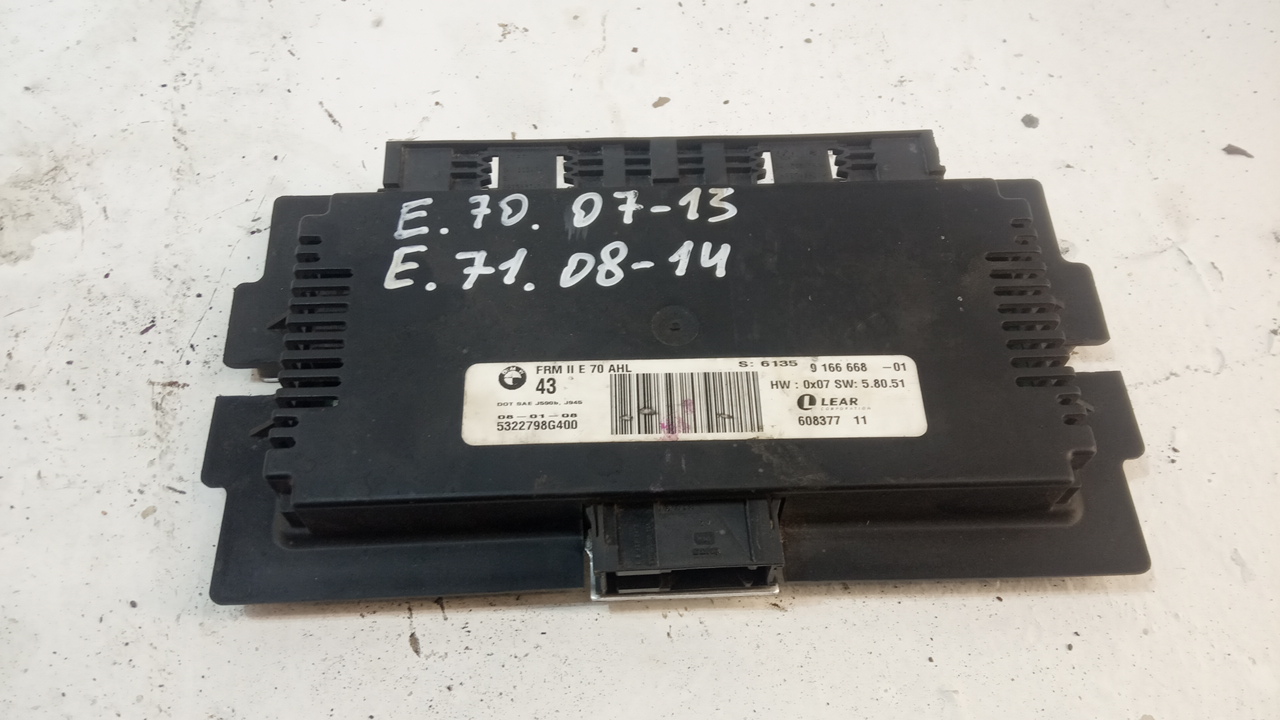 E.70. 07-13
E.71. 08-14
FRM II E 70 AHL
S: 6135 9 166 668 -01
43
HW : 0x07 SW: 5.80.51
DOT SAE J590b, J945
LEAR
CORPORATION
08-01-08
5322798G400
608377 11